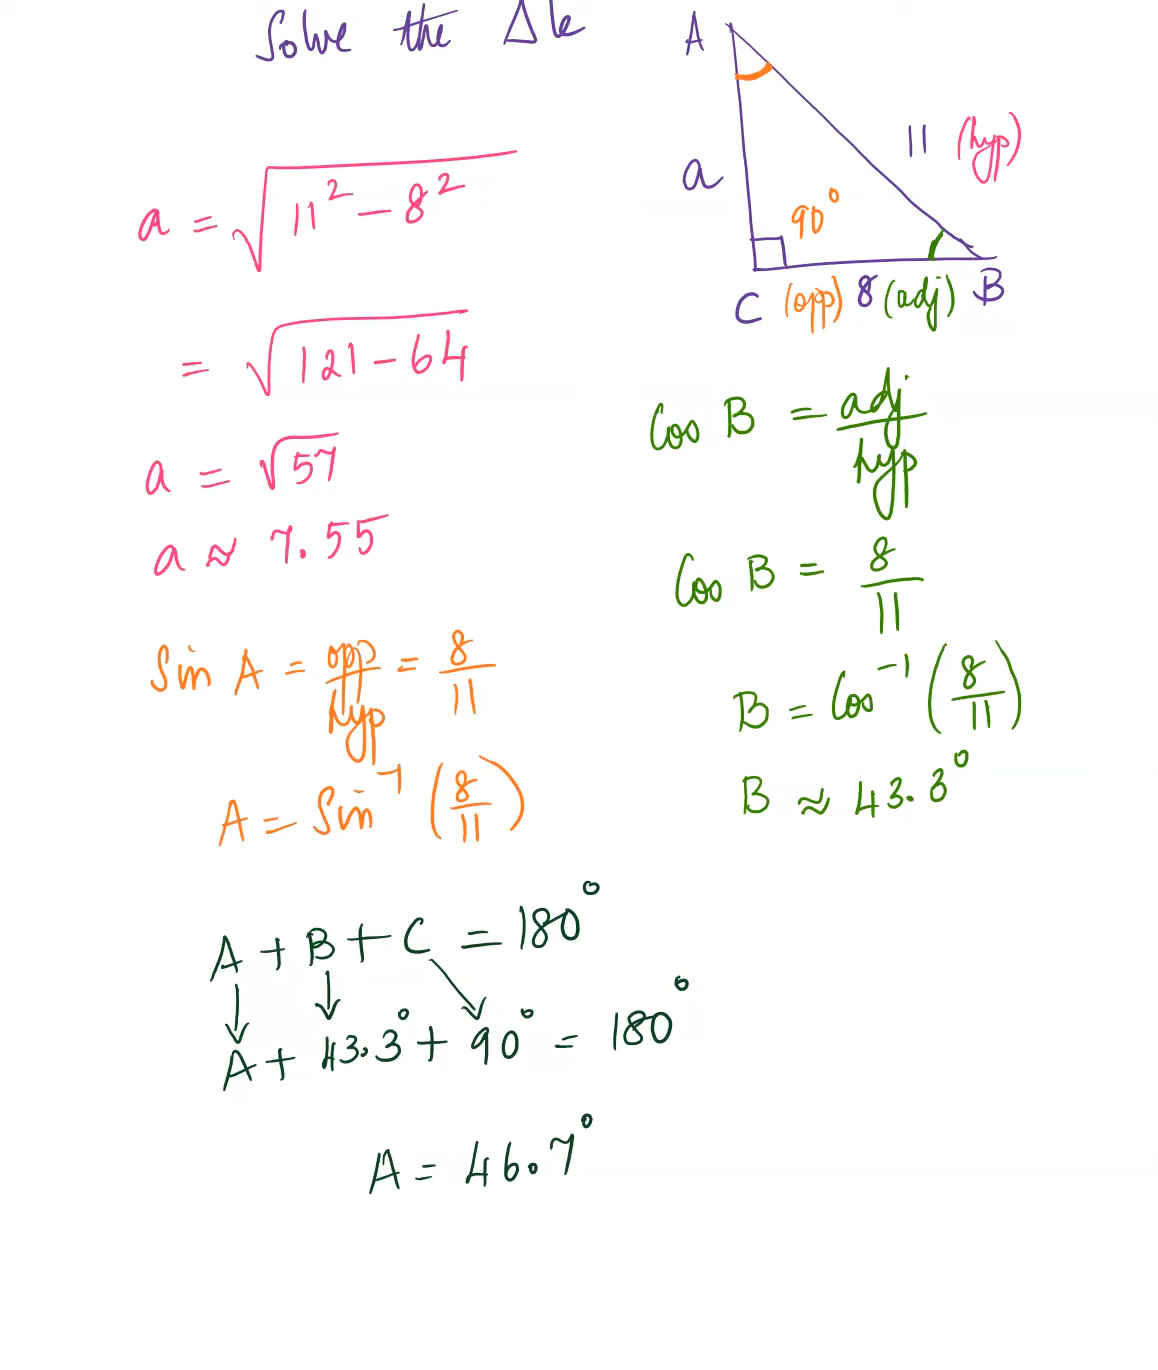 Solve the Δle
A
11 (hyp)
a
90°
C (opp) 8 (adj) B
a = √(11² − 8²)
= √(121 − 64)
a = √57
a ≈ 7.55
Sin A = opp/hyp = 8/11
A = Sin⁻¹ (8/11)
Cos B = adj/hyp
Cos B = 8/11
B = Cos⁻¹ (8/11)
B ≈ 43.3°
A + B + C = 180°
A + 43.3° + 90° = 180°
A = 46.7°